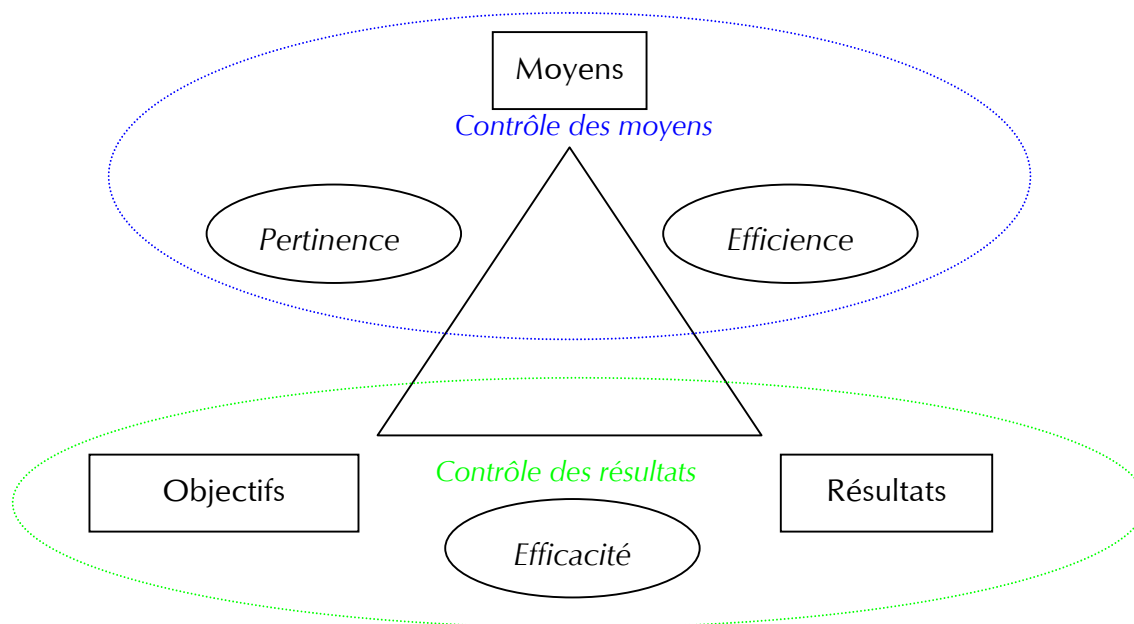 Moyens
Contrôle des moyens
Pertinence
Efficience
Objectifs
Contrôle des résultats
Résultats
Efficacité